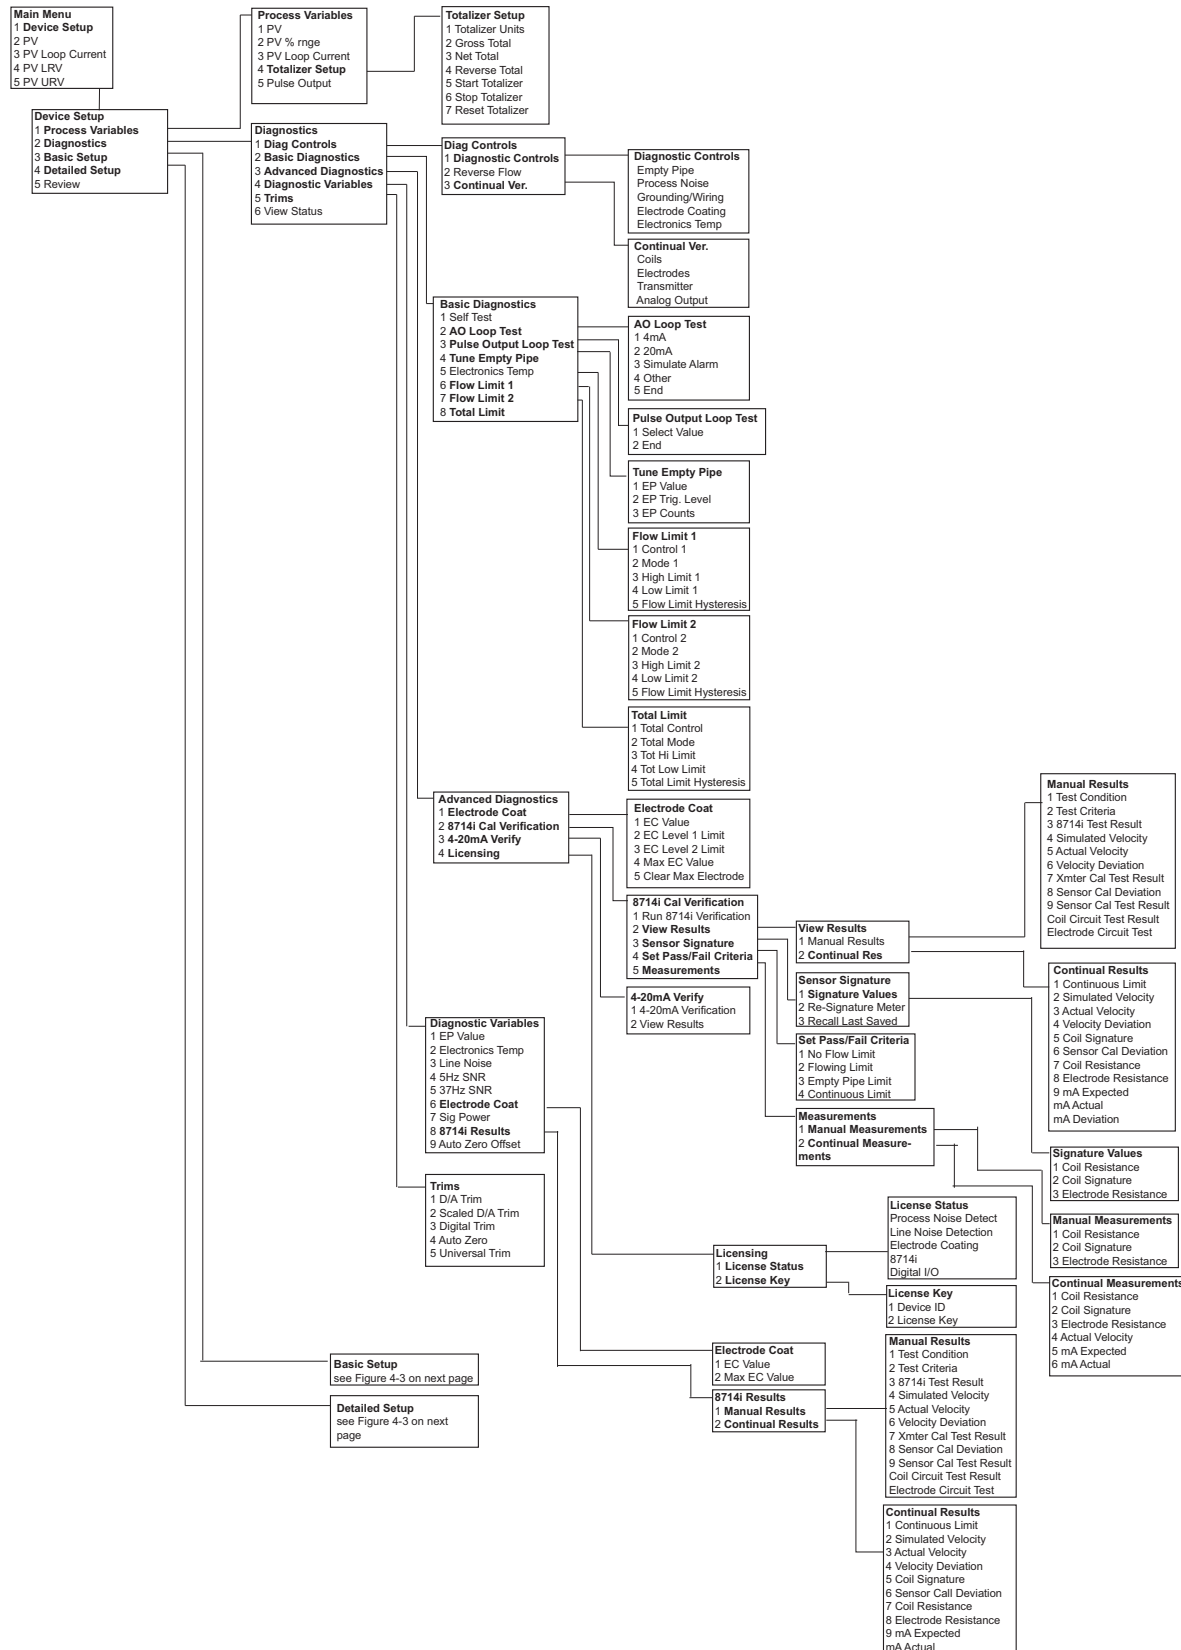 Main Menu
1 Device Setup
2 PV
3 PV Loop Current
4 PV LRV
5 PV URV
Process Variables
1 PV
2 PV % rnge
3 PV Loop Current
4 Totalizer Setup
5 Pulse Output
Totalizer Setup
1 Totalizer Units
2 Gross Total
3 Net Total
4 Reverse Total
5 Start Totalizer
6 Stop Totalizer
7 Reset Totalizer
Device Setup
1 Process Variables
2 Diagnostics
3 Basic Setup
4 Detailed Setup
5 Review
Diagnostics
1 Diag Controls
2 Basic Diagnostics
3 Advanced Diagnostics
4 Diagnostic Variables
5 Trims
6 View Status
Diag Controls
1 Diagnostic Controls
2 Reverse Flow
3 Continual Ver.
Diagnostic Controls
Empty Pipe
Process Noise
Grounding/Wiring
Electrode Coating
Electronics Temp
Continual Ver.
Coils
Electrodes
Transmitter
Analog Output
Basic Diagnostics
1 Self Test
2 AO Loop Test
3 Pulse Output Loop Test
4 Tune Empty Pipe
5 Electronics Temp
6 Flow Limit 1
7 Flow Limit 2
8 Total Limit
AO Loop Test
1 4mA
2 20mA
3 Simulate Alarm
4 Other
5 End
Pulse Output Loop Test
1 Select Value
2 End
Tune Empty Pipe
1 EP Value
2 EP Trig. Level
3 EP Counts
Flow Limit 1
1 Control 1
2 Mode 1
3 High Limit 1
4 Low Limit 1
5 Flow Limit Hysteresis
Flow Limit 2
1 Control 2
2 Mode 2
3 High Limit 2
4 Low Limit 2
5 Flow Limit Hysteresis
Total Limit
1 Total Control
2 Total Mode
3 Tot Hi Limit
4 Tot Low Limit
5 Total Limit Hysteresis
Advanced Diagnostics
1 Electrode Coat
2 8714i Cal Verification
3 4-20mA Verify
4 Licensing
Electrode Coat
1 EC Value
2 EC Level 1 Limit
3 EC Level 2 Limit
4 Max EC Value
5 Clear Max Electrode
8714i Cal Verification
1 Run 8714i Verification
2 View Results
3 Sensor Signature
4 Set Pass/Fail Criteria
5 Measurements
4-20mA Verify
1 4-20mA Verification
2 View Results
View Results
1 Manual Results
2 Continual Res
Sensor Signature
1 Signature Values
2 Re-Signature Meter
3 Recall Last Saved
Set Pass/Fail Criteria
1 No Flow Limit
2 Flowing Limit
3 Empty Pipe Limit
4 Continuous Limit
Measurements
1 Manual Measurements
2 Continual Measure-
ments
Manual Results
1 Test Condition
2 Test Criteria
3 8714i Test Result
4 Simulated Velocity
5 Actual Velocity
6 Velocity Deviation
7 Xmter Cal Test Result
8 Sensor Cal Deviation
9 Sensor Cal Test Result
Coil Circuit Test Result
Electrode Circuit Test
Continual Results
1 Continuous Limit
2 Simulated Velocity
3 Actual Velocity
4 Velocity Deviation
5 Coil Signature
6 Sensor Cal Deviation
7 Coil Resistance
8 Electrode Resistance
9 mA Expected
mA Actual
mA Deviation
Signature Values
1 Coil Resistance
2 Coil Signature
3 Electrode Resistance
Manual Measurements
1 Coil Resistance
2 Coil Signature
3 Electrode Resistance
Continual Measurements
1 Coil Resistance
2 Coil Signature
3 Electrode Resistance
4 Actual Velocity
5 mA Expected
6 mA Actual
Diagnostic Variables
1 EP Value
2 Electronics Temp
3 Line Noise
4 5Hz SNR
5 37Hz SNR
6 Electrode Coat
7 Sig Power
8 8714i Results
9 Auto Zero Offset
Trims
1 D/A Trim
2 Scaled D/A Trim
3 Digital Trim
4 Auto Zero
5 Universal Trim
Licensing
1 License Status
2 License Key
License Status
Process Noise Detect
Line Noise Detection
Electrode Coating
8714i
Digital I/O
License Key
1 Device ID
2 License Key
Electrode Coat
1 EC Value
2 Max EC Value
8714i Results
1 Manual Results
2 Continual Results
Manual Results
1 Test Condition
2 Test Criteria
3 8714i Test Result
4 Simulated Velocity
5 Actual Velocity
6 Velocity Deviation
7 Xmter Cal Test Result
8 Sensor Cal Deviation
9 Sensor Cal Test Result
Coil Circuit Test Result
Electrode Circuit Test
Continual Results
1 Continuous Limit
2 Simulated Velocity
3 Actual Velocity
4 Velocity Deviation
5 Coil Signature
6 Sensor Call Deviation
7 Coil Resistance
8 Electrode Resistance
9 mA Expected
mA Actual
Basic Setup
see Figure 4-3 on next page
Detailed Setup
see Figure 4-3 on next
page